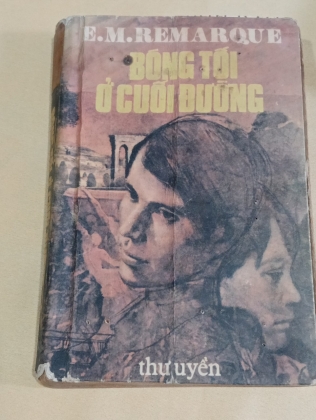 E.M.REMARQUE
BÓNG TỐI
Ở CUỐI ĐƯỜNG
thư uyển